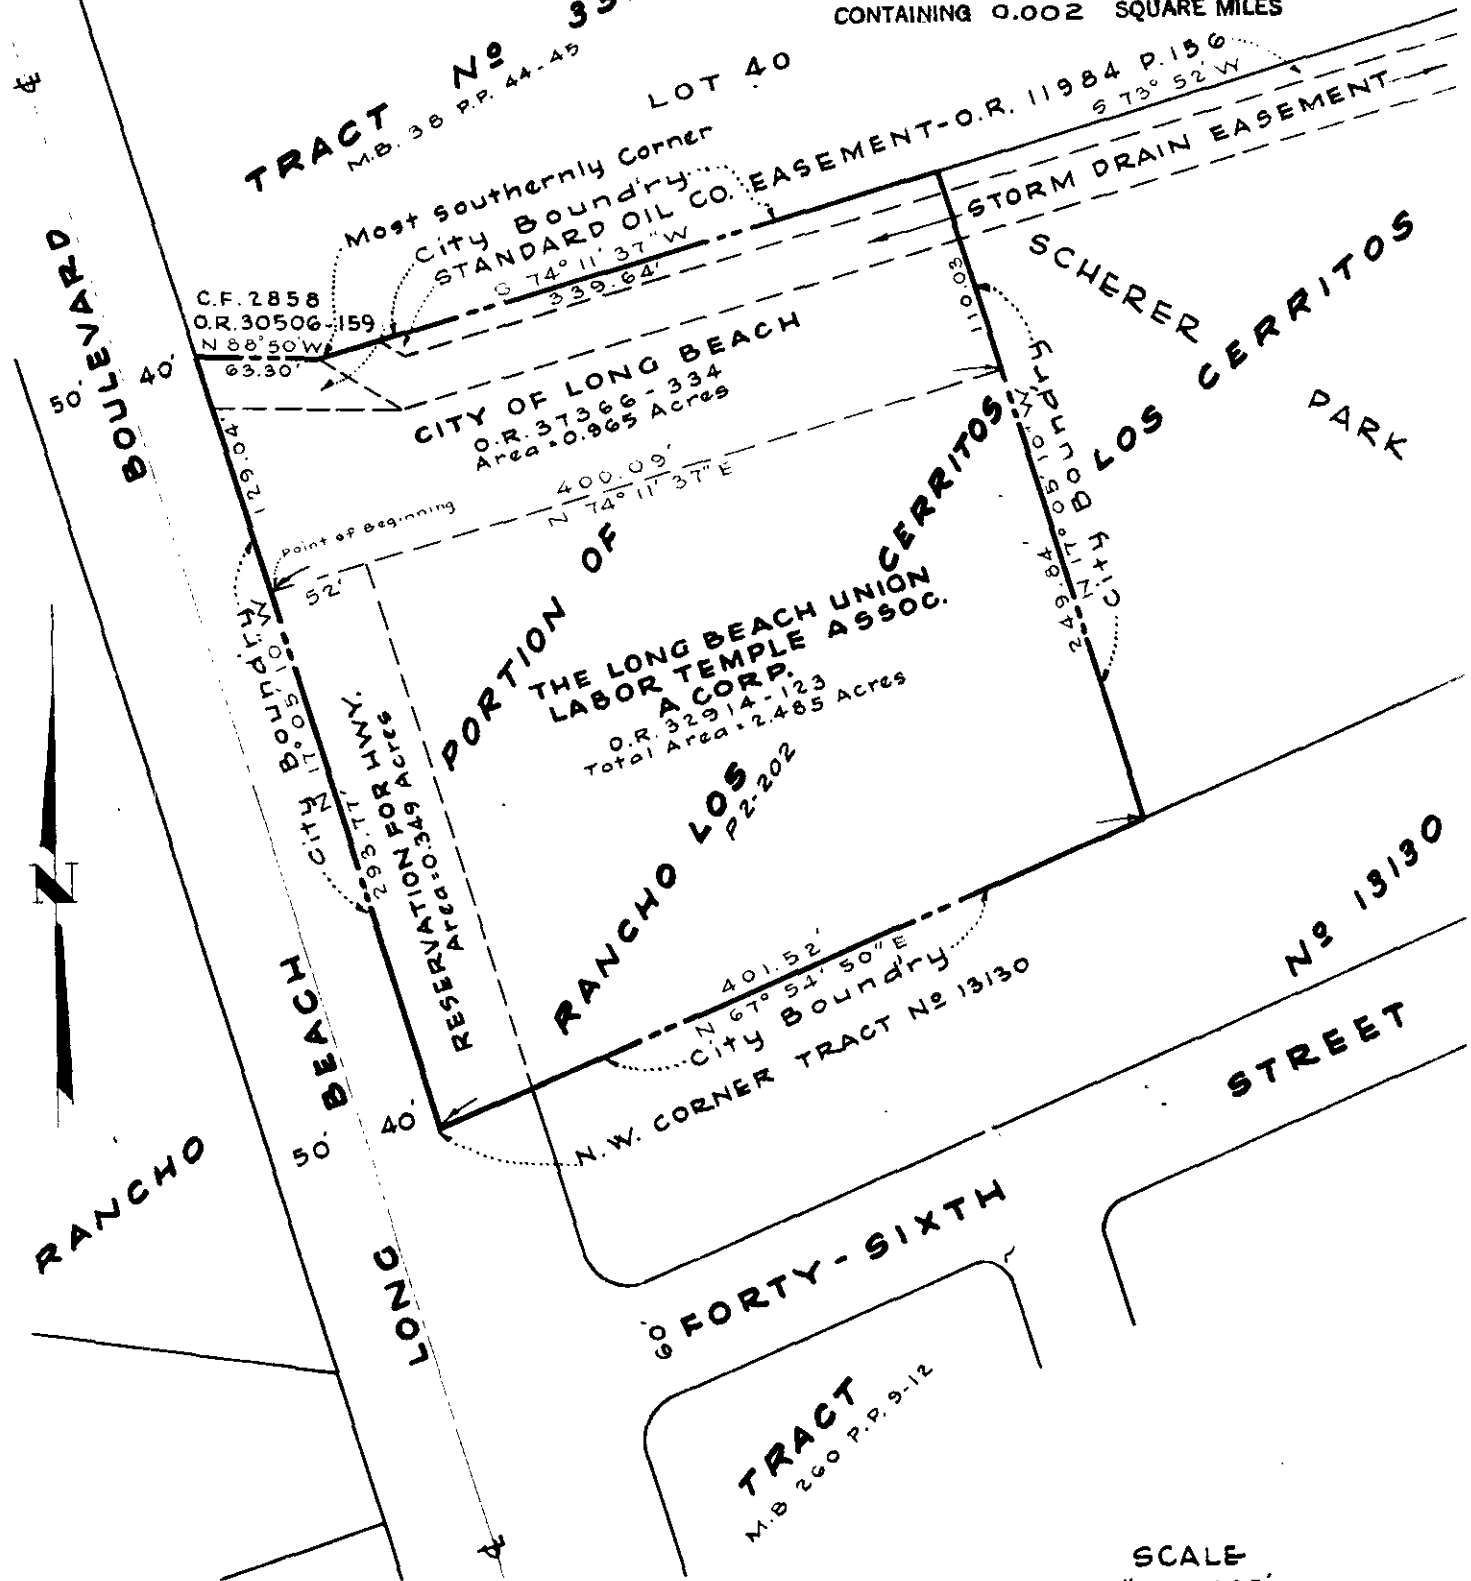 CONTAINING 0.002 SQUARE MILES
TRACT Nº
M.B. 38 P.P. 44-45
LOT 40
EASEMENT-O.R. 11984 P.156
S 73° 52' W
STORM DRAIN EASEMENT
Most Southernly Corner
City Boundry
STANDARD OIL CO.
S 74° 11' 37" W
339.64'
C.F. 2858
O.R. 30506-159
N 88°50'W
63.30'
50' 40'
BOULEVARD
129.04'
CITY OF LONG BEACH
O.R. 37366-334
Area=0.965 Acres
110.03
SCHERER
PARK
LOS CERRITOS
400.09'
N 74° 11' 37" E
Point of Beginning
52'
City Boundry
N 17° 05' 10" W
293.77'
RESERVATION FOR HWY.
Area=0.349 Acres
PORTION OF
THE LONG BEACH UNION
LABOR TEMPLE ASSOC.
A CORP.
O.R. 32914-123
Total Area=2.485 Acres
RANCHO LOS CERRITOS
P 2-202
City Boundry
N 17° 05' 10" W
249.84'
401.52'
N 67° 54' 50" E
City Boundry
N.W. CORNER TRACT Nº 13130
N
RANCHO
50' 40'
LONG BEACH
Nº 13130
FORTY-SIXTH STREET
60'
TRACT
M.B. 260 P.P. 9-12
SCALE